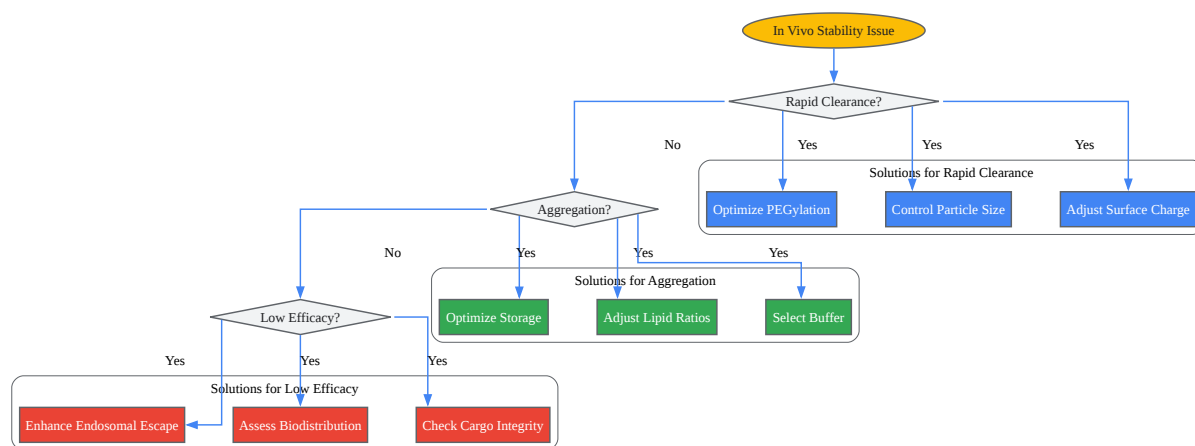 In Vivo Stability Issue
Rapid Clearance?
No
Yes
Yes
Yes
Solutions for Rapid Clearance
Optimize PEGylation
Control Particle Size
Adjust Surface Charge
Aggregation?
No
Yes
Yes
Yes
Solutions for Aggregation
Optimize Storage
Adjust Lipid Ratios
Select Buffer
Low Efficacy?
Yes
Yes
Yes
Solutions for Low Efficacy
Enhance Endosomal Escape
Assess Biodistribution
Check Cargo Integrity